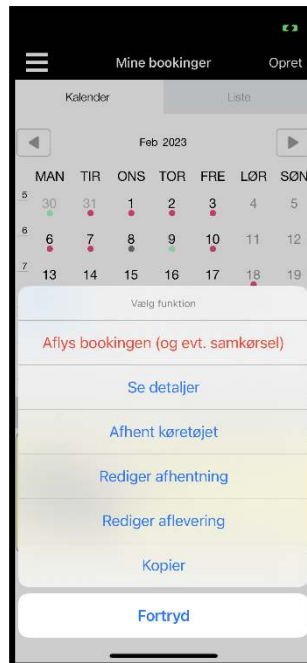 Mine bookinger
Opret
Kalender
Liste
Feb 2023
MAN TIR ONS TOR FRE LØR SØN
5 30 31 1 2 3 4 5
6 6 7 8 9 10 11 12
7 13 14 15 16 17 18 19
Vælg funktion
Aflys bookingen (og evt. samkørsel)
Se detaljer
Afhent køretøjet
Rediger afhentning
Rediger aflevering
Kopier
Fortryd